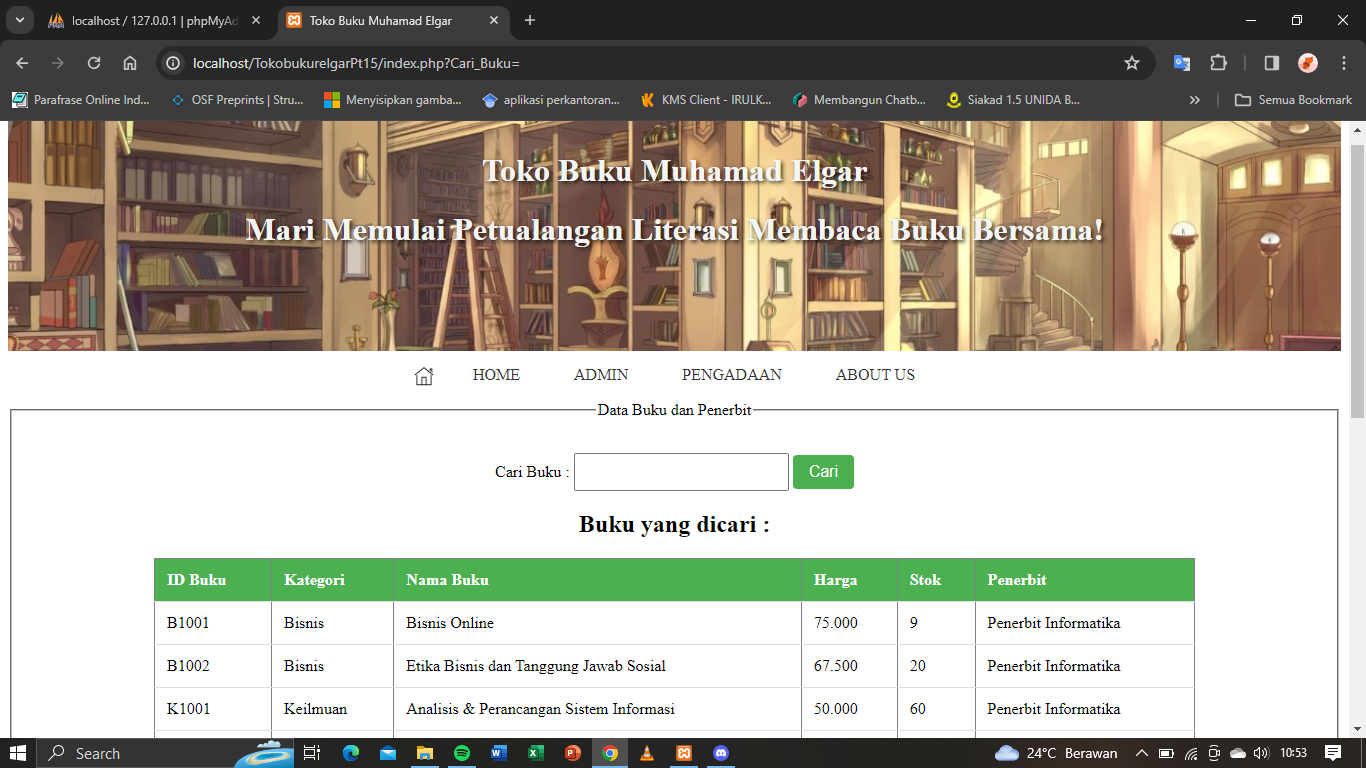 localhost / 127.0.0.1 | phpMyAd
Toko Buku Muhamad Elgar
localhost/TokobukurelgarPt15/index.php?Cari_Buku=
Parafrase Online Ind...
OSF Preprints | Stru...
Menyisipkan gamba...
aplikasi perkantoran...
KMS Client - IRULK...
Membangun Chatb...
Siakad 1.5 UNIDA B...
Semua Bookmark
Toko Buku Muhamad Elgar
Mari Memulai Petualangan Literasi Membaca Buku Bersama!
HOME ADMIN PENGADAAN ABOUT US
Data Buku dan Penerbit
Cari Buku : Cari
Buku yang dicari :
ID Buku Kategori Nama Buku Harga Stok Penerbit
B1001 Bisnis Bisnis Online 75.000 9 Penerbit Informatika
B1002 Bisnis Etika Bisnis dan Tanggung Jawab Sosial 67.500 20 Penerbit Informatika
K1001 Keilmuan Analisis & Perancangan Sistem Informasi 50.000 60 Penerbit Informatika
Search 24°C Berawan 10:53